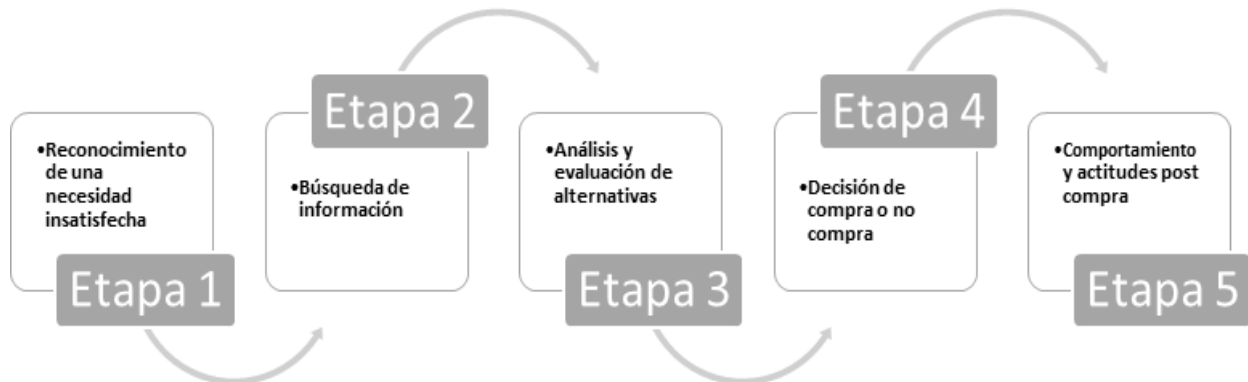 Etapa 1
•Reconocimiento
de una
necesidad
insatisfecha
Etapa 2
•Búsqueda de
información
Etapa 3
•Análisis y
evaluación de
alternativas
Etapa 4
•Decisión de
compra o no
compra
Etapa 5
•Comportamiento
y actitudes post
compra